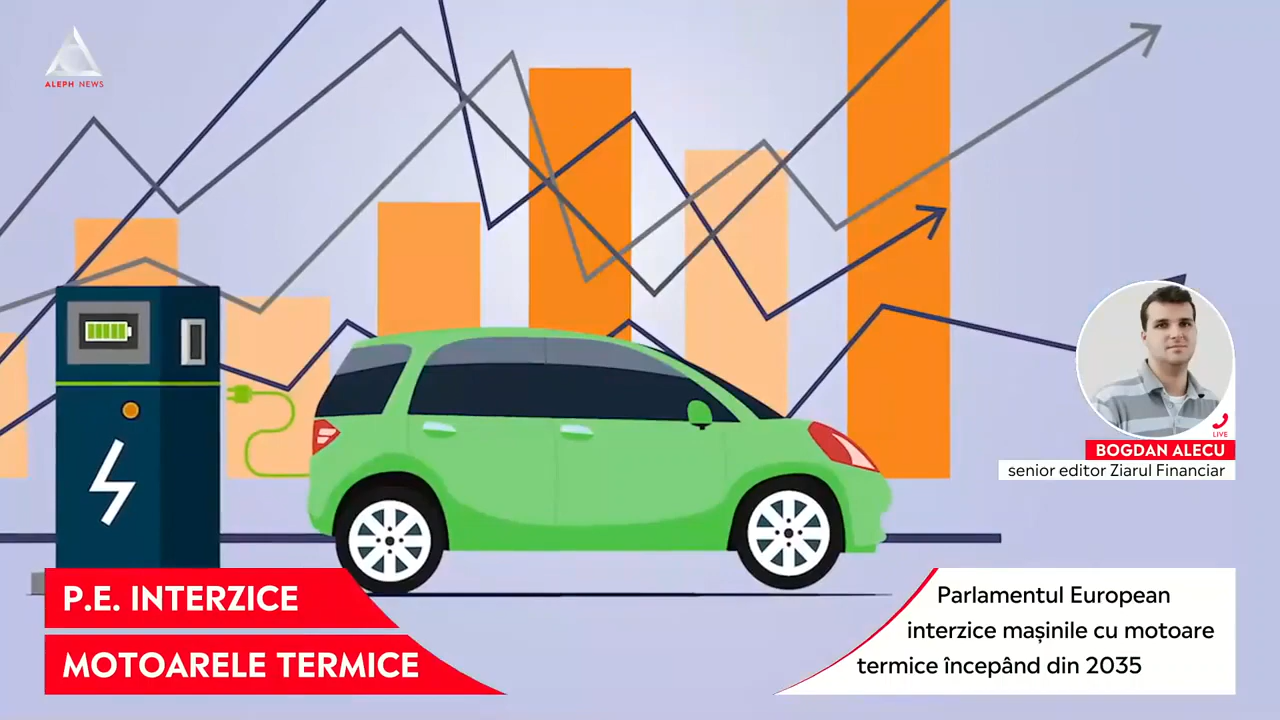 ALEPH NEWS
LIVE
BOGDAN ALECU
senior editor Ziarul Financiar
P.E. INTERZICE
MOTOARELE TERMICE
Parlamentul European
interzice mașinile cu motoare
termice începând din 2035